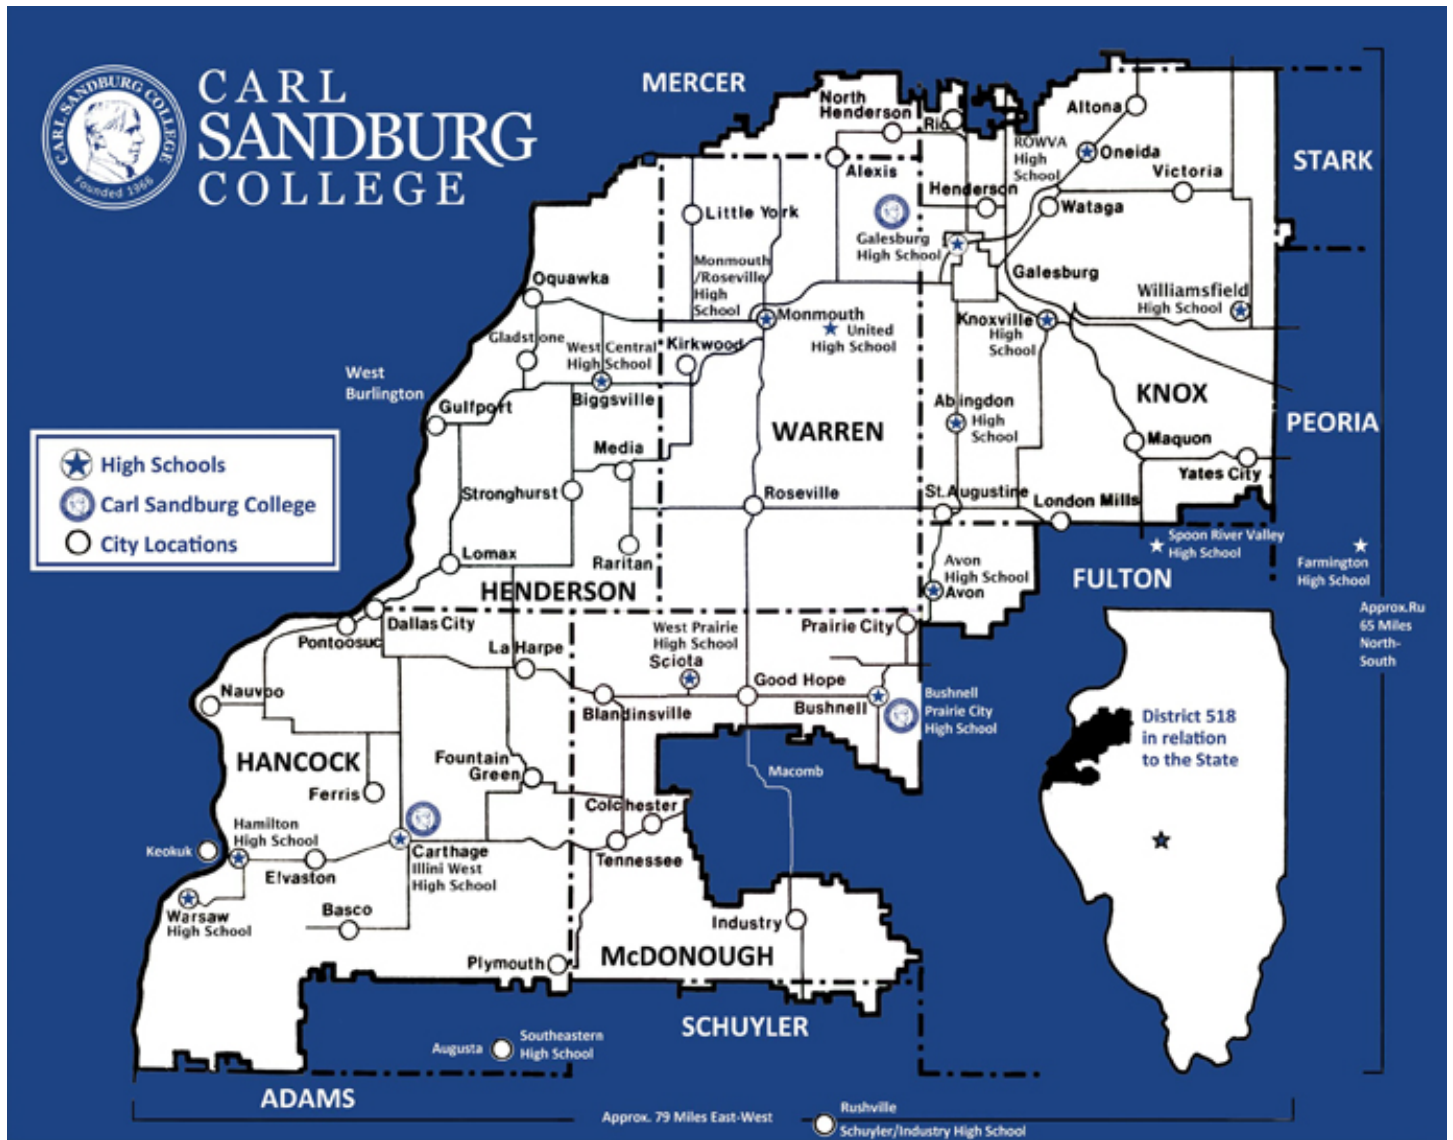 CARL SANDBURG COLLEGE
Founded 1966
CARL
SANDBURG
COLLEGE
MERCER
North
Henderson
Rio
Altona
ROWVA
High
School
Oneida
STARK
Alexis
Victoria
Henderson
Wataga
Little York
Galesburg
High School
Monmouth
/Roseville
High
School
Oquawka
Galesburg
Williamsfield
High School
Monmouth
United
High School
Knoxville
High
School
Gladstone
West Central
High School
Kirkwood
West
Burlington
Biggsville
Gulfport
Abingdon
High
School
KNOX
PEORIA
WARREN
Media
Maquon
Yates City
High Schools
Carl Sandburg College
City Locations
Stronghurst
Roseville
St. Augustine
London Mills
Spoon River Valley
High School
Farmington
High School
Lomax
Raritan
HENDERSON
Avon
High School
Avon
FULTON
Dallas City
Pontoosuc
West Prairie
High School
Sciota
Prairie City
Approx.Ru
65 Miles
North-
South
La Harpe
Nauvoo
Blandinsville
Good Hope
Bushnell
Bushnell
Prairie City
High School
District 518
in relation
to the State
HANCOCK
Fountain
Green
Macomb
Ferris
Colchester
Hamilton
High School
Keokuk
Elvaston
Carthage
Illini West
High School
Tennessee
Warsaw
High School
Basco
Industry
Plymouth
McDONOUGH
SCHUYLER
Augusta
Southeastern
High School
ADAMS
Approx. 79 Miles East-West
Rushville
Schuyler/Industry High School